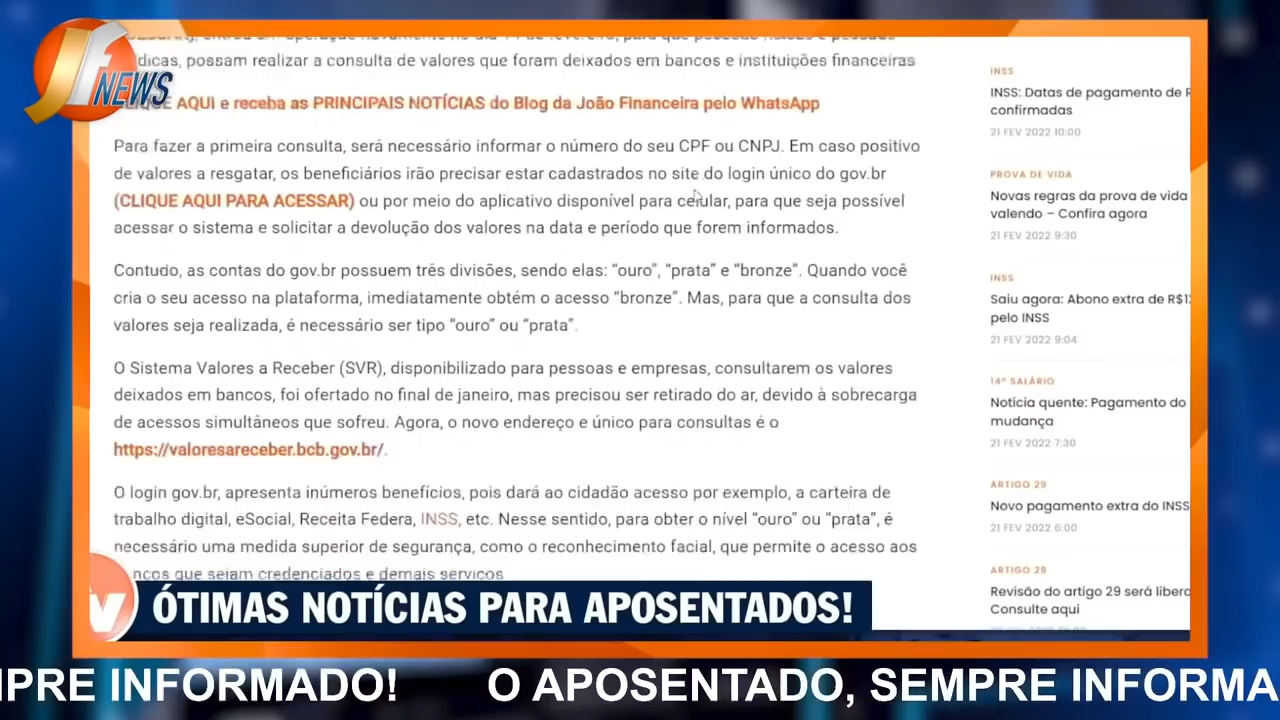 NEWS
dicas, possam realizar a consulta de valores que foram deixados em bancos e instituições financeiras
CLIQUE AQUI e receba as PRINCIPAIS NOTÍCIAS do Blog da João Financeira pelo WhatsApp
Para fazer a primeira consulta, será necessário informar o número do seu CPF ou CNPJ. Em caso positivo
de valores a resgatar, os beneficiários irão precisar estar cadastrados no site do login único do gov.br
(CLIQUE AQUI PARA ACESSAR) ou por meio do aplicativo disponível para celular, para que seja possível
acessar o sistema e solicitar a devolução dos valores na data e período que forem informados.
Contudo, as contas do gov.br possuem três divisões, sendo elas: “ouro”, “prata” e “bronze”. Quando você
cria o seu acesso na plataforma, imediatamente obtém o acesso “bronze”. Mas, para que a consulta dos
valores seja realizada, é necessário ser tipo “ouro” ou “prata”.
O Sistema Valores a Receber (SVR), disponibilizado para pessoas e empresas, consultarem os valores
deixados em bancos, foi ofertado no final de janeiro, mas precisou ser retirado do ar, devido à sobrecarga
de acessos simultâneos que sofreu. Agora, o novo endereço e único para consultas é o
https://valoresareceber.bcb.gov.br/.
O login gov.br, apresenta inúmeros benefícios, pois dará ao cidadão acesso por exemplo, a carteira de
trabalho digital, eSocial, Receita Federa, INSS, etc. Nesse sentido, para obter o nível “ouro” ou “prata”, é
necessário uma medida superior de segurança, como o reconhecimento facial, que permite o acesso aos
ncos que sejam credenciados e demais serviços
INSS
INSS: Datas de pagamento de R
confirmadas
21 FEV 2022 10:00
PROVA DE VIDA
Novas regras da prova de vida
valendo – Confira agora
21 FEV 2022 9:30
INSS
Saiu agora: Abono extra de R$1
pelo INSS
21 FEV 2022 9:04
14º SALÁRIO
Notícia quente: Pagamento do
mudança
21 FEV 2022 7:30
ARTIGO 29
Novo pagamento extra do INSS
21 FEV 2022 6:00
ARTIGO 29
Revisão do artigo 29 será libera
Consulte aqui
ÓTIMAS NOTÍCIAS PARA APOSENTADOS!
MPRE INFORMADO! O APOSENTADO, SEMPRE INFORMA